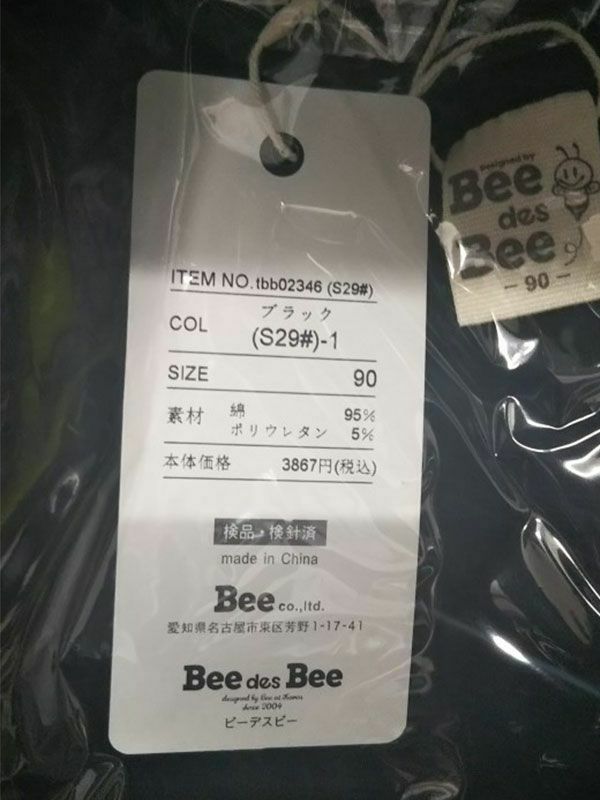 ITEM NO. tbb02346 (S29#)
COL ブラック
(S29#)-1
SIZE 90
素材 綿 95%
ポリウレタン 5%
本体価格 3867円(税込)
検品・検針済
made in China
Bee co.,ltd.
愛知県名古屋市東区芳野1-17-41
Bee des Bee
since 2004
ビーデスビー
Designed by
Bee
des
Bee
- 90 -